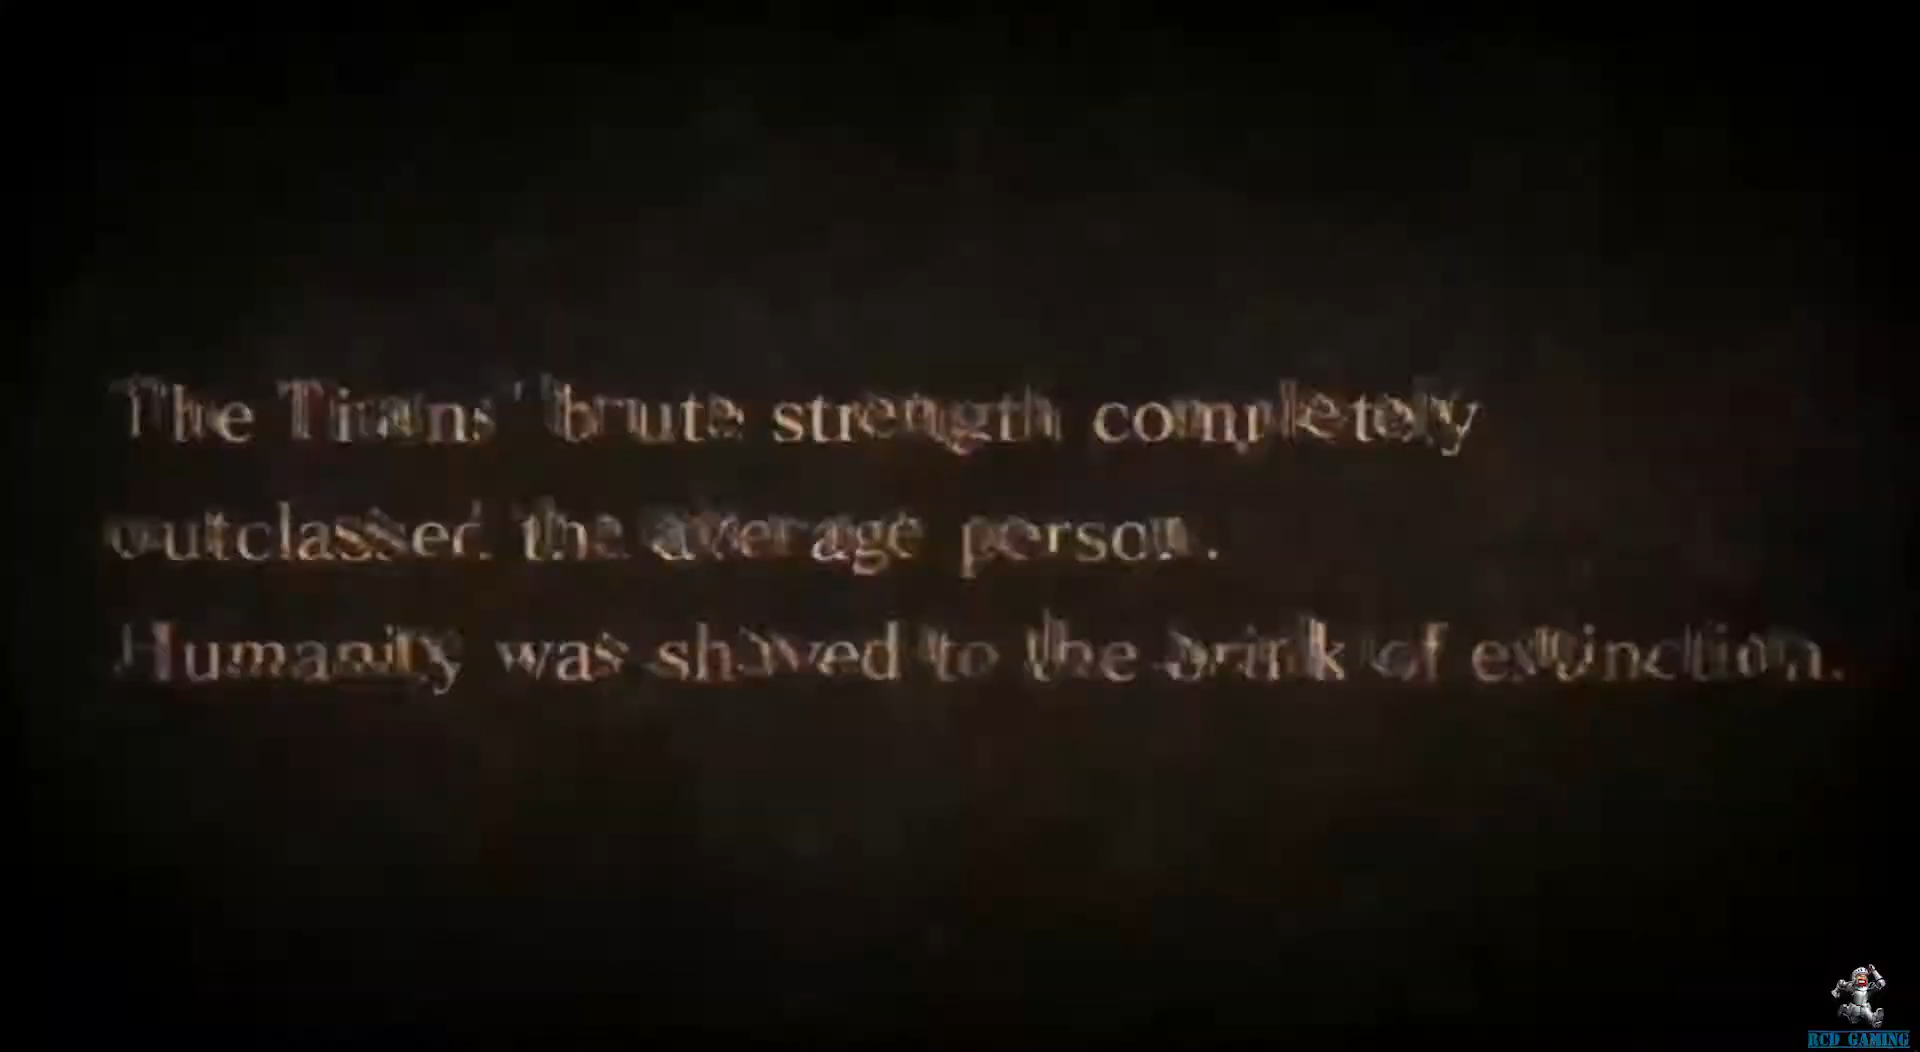 The Titans' brute strength completely
outclassed the average person.
Humanity was shoved to the brink of extinction.
RCD GAMING